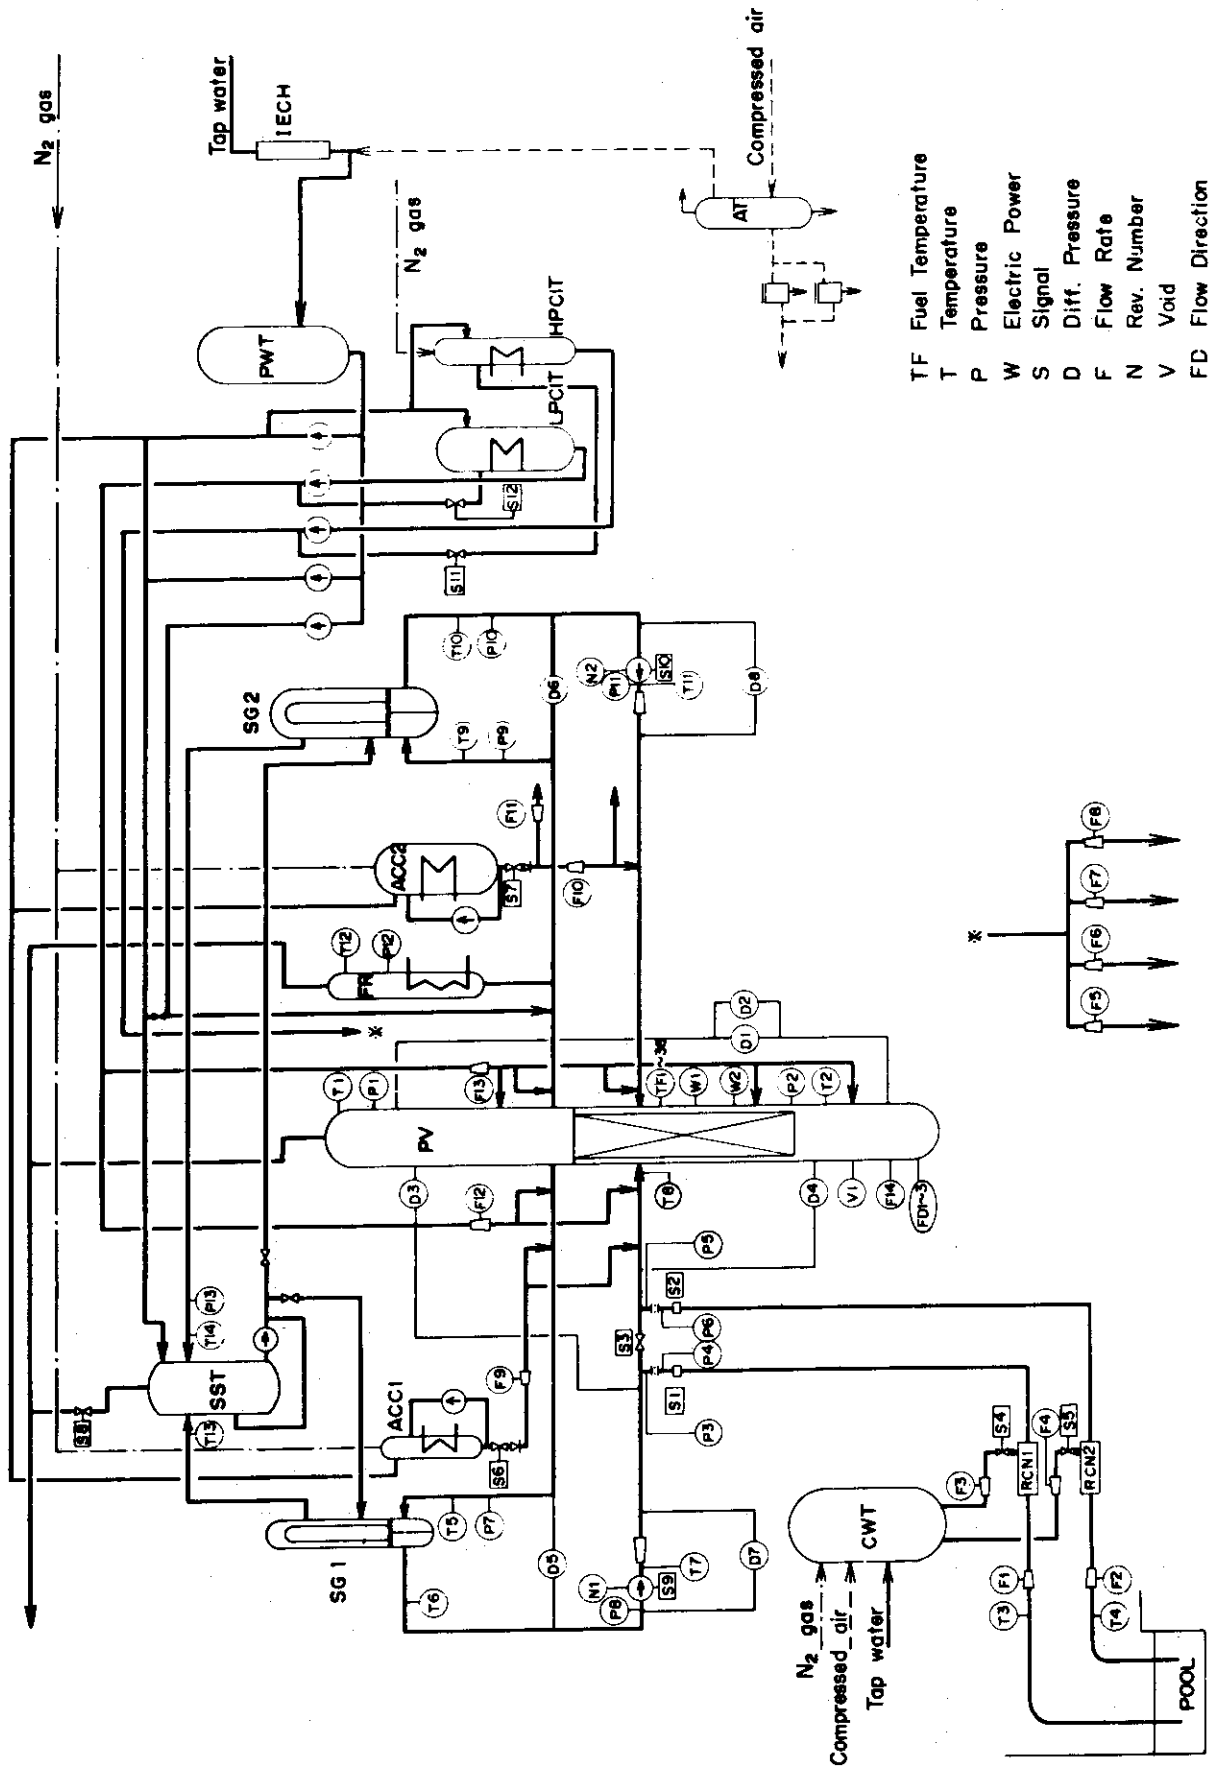 N2 gas
Tap water
IECH
PWT
N2 gas
LPCIT
HPCIT
Compressed air
AT
S11
S12
SG2
T10
P10
T9
P9
D6
N2
P11
S10
T11
D8
ACC2
S7
F11
F10
FR
T12
P12
※
T1
P1
F13
PV
D3
F12
TF1~36
W1
W2
P2
T2
D1
D2
T8
D4
V1
F14
FD1~3
P13
T14
SST
T13
S8
ACC1
F9
S6
SG1
T5
P7
T6
D5
N1
P8
S9
T7
D7
P5
S2
S3
P6
P4
S1
P3
CWT
F3
S4
F4
S5
RCN1
RCN2
N2 gas
Compressed air
Tap water
F1
T3
F2
T4
POOL
※
F5
F6
F7
F8
TF Fuel Temperature
T Temperature
P Pressure
W Electric Power
S Signal
D Diff. Pressure
F Flow Rate
N Rev. Number
V Void
FD Flow Direction